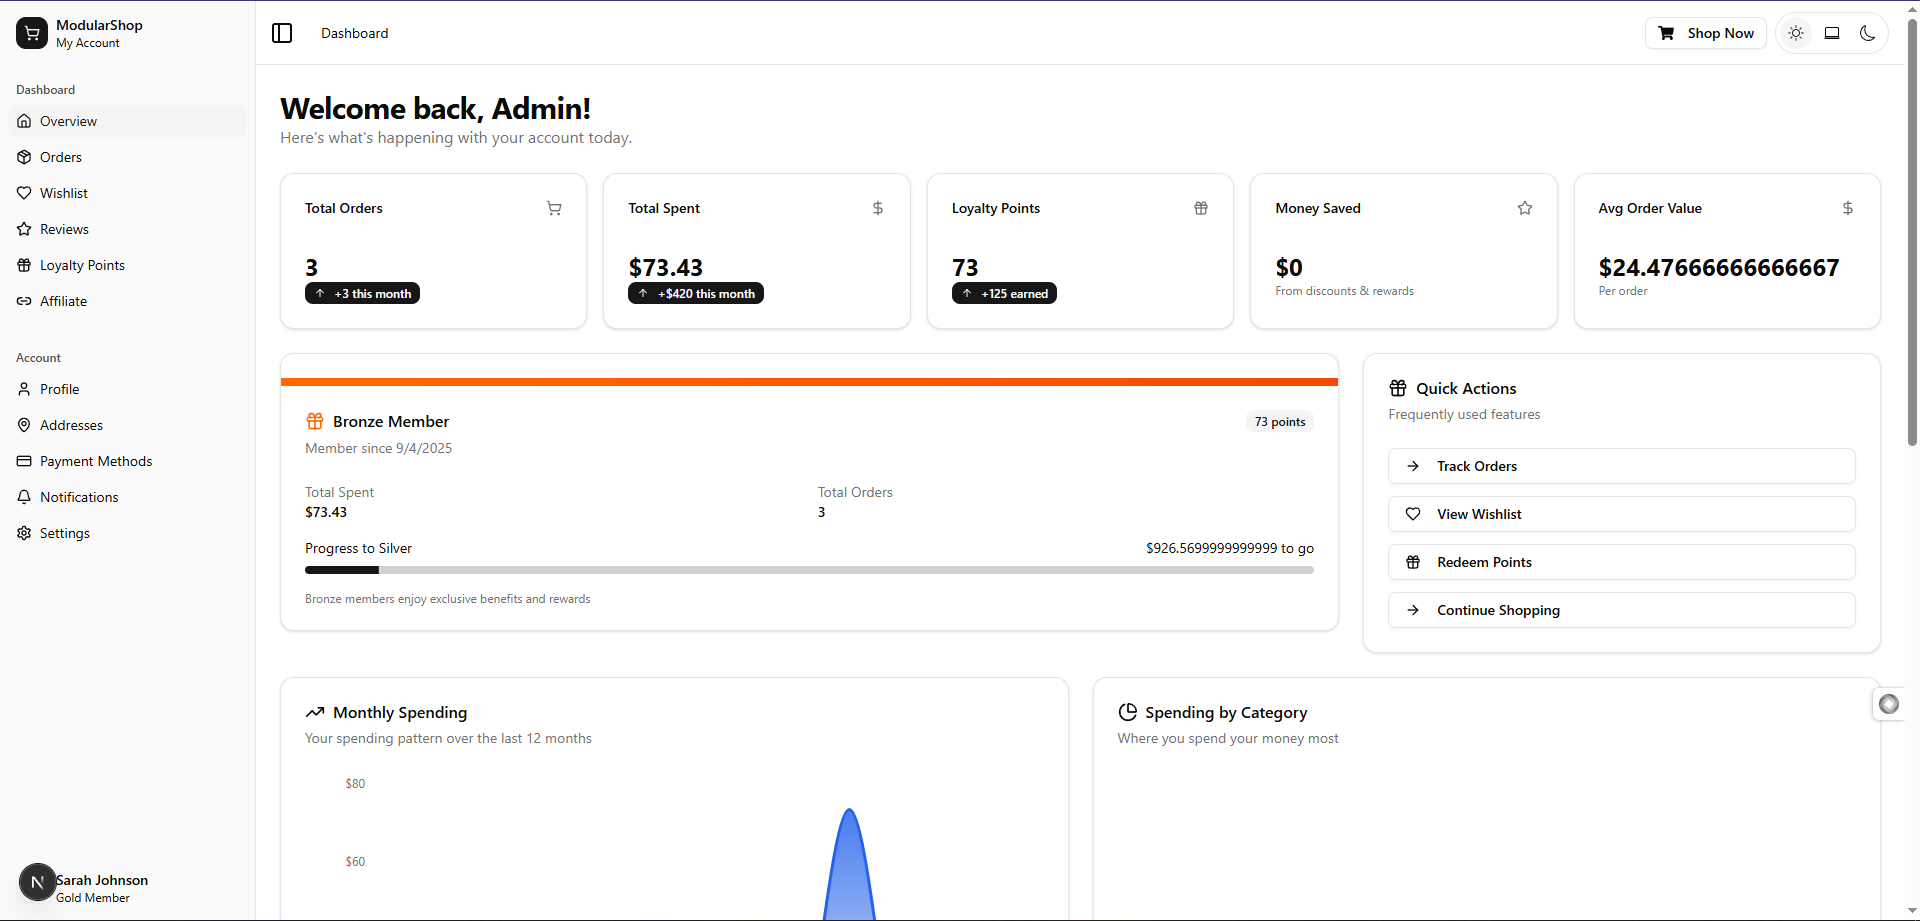 ModularShop
My Account
Dashboard
Overview
Orders
Wishlist
Reviews
Loyalty Points
Affiliate
Account
Profile
Addresses
Payment Methods
Notifications
Settings
N
Sarah Johnson
Gold Member
Dashboard
Shop Now
Welcome back, Admin!
Here's what's happening with your account today.
Total Orders
3
+3 this month
Total Spent
$73.43
+$420 this month
Loyalty Points
73
+125 earned
Money Saved
$0
From discounts & rewards
Avg Order Value
$24.47666666666667
Per order
Bronze Member
73 points
Member since 9/4/2025
Total Spent
$73.43
Total Orders
3
Progress to Silver
$926.5699999999999 to go
Bronze members enjoy exclusive benefits and rewards
Quick Actions
Frequently used features
Track Orders
View Wishlist
Redeem Points
Continue Shopping
Monthly Spending
Your spending pattern over the last 12 months
$80
$60
Spending by Category
Where you spend your money most